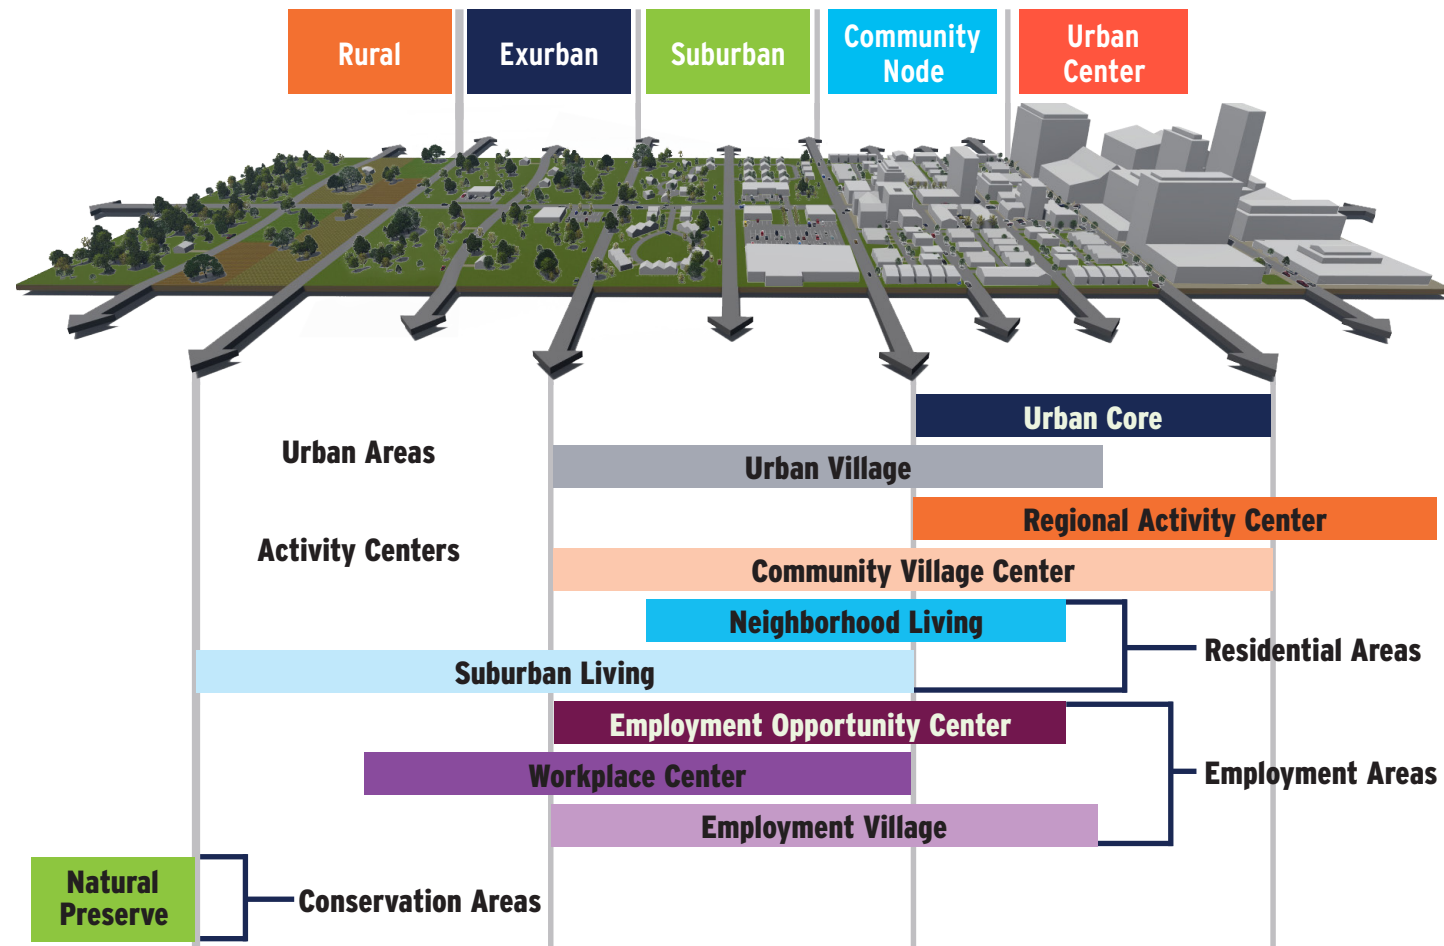 Rural
Exurban
Suburban
Community
Node
Urban
Center
Urban Core
Urban Areas
Urban Village
Regional Activity Center
Activity Centers
Community Village Center
Neighborhood Living
Residential Areas
Suburban Living
Employment Opportunity Center
Workplace Center
Employment Areas
Employment Village
Natural
Preserve
Conservation Areas